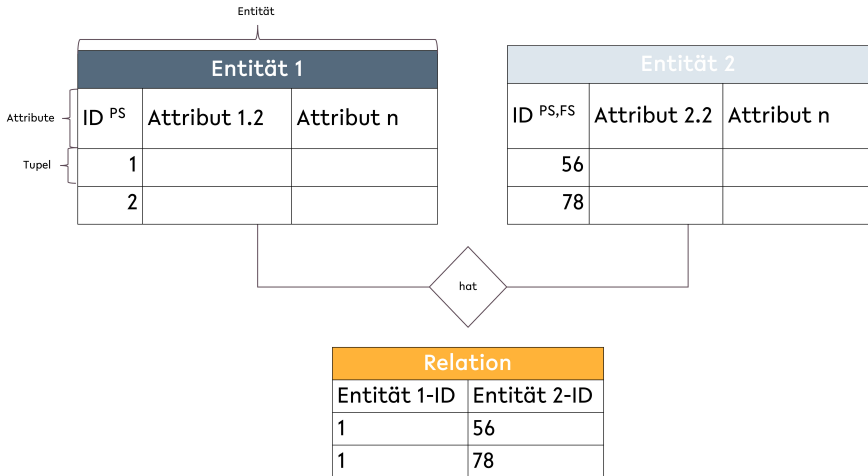 Entität
Entität 1
Entität 2
Attribute
ID PS
Attribut 1.2
Attribut n
ID PS,FS
Attribut 2.2
Attribut n
Tupel
1
56
2
78
hat
Relation
Entität 1-ID
Entität 2-ID
1
56
1
78